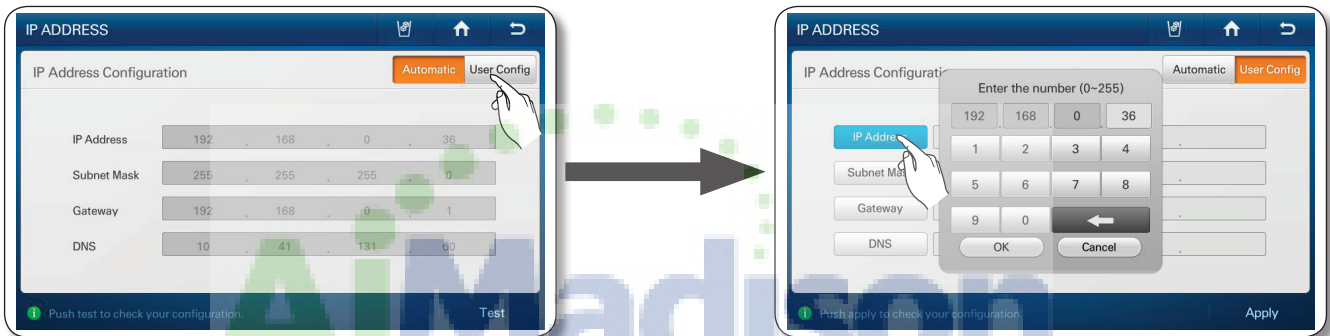 IP ADDRESS
IP Address Configuration
Automatic User Config
IP Address 192 . 168 . 0 . 36
Subnet Mask 255 . 255 . 255 . 0
Gateway 192 . 168 . 0 . 1
DNS 10 . 41 . 131 . 60
Push test to check your configuration. Test
IP ADDRESS
IP Address Configuratio
Automatic User Config
Enter the number (0~255)
192 . 168 . 0 . 36
IP Address
1 2 3 4
Subnet Mas
5 6 7 8
Gateway
9 0
DNS
OK Cancel
Push apply to check your configuration. Apply
AiMadison